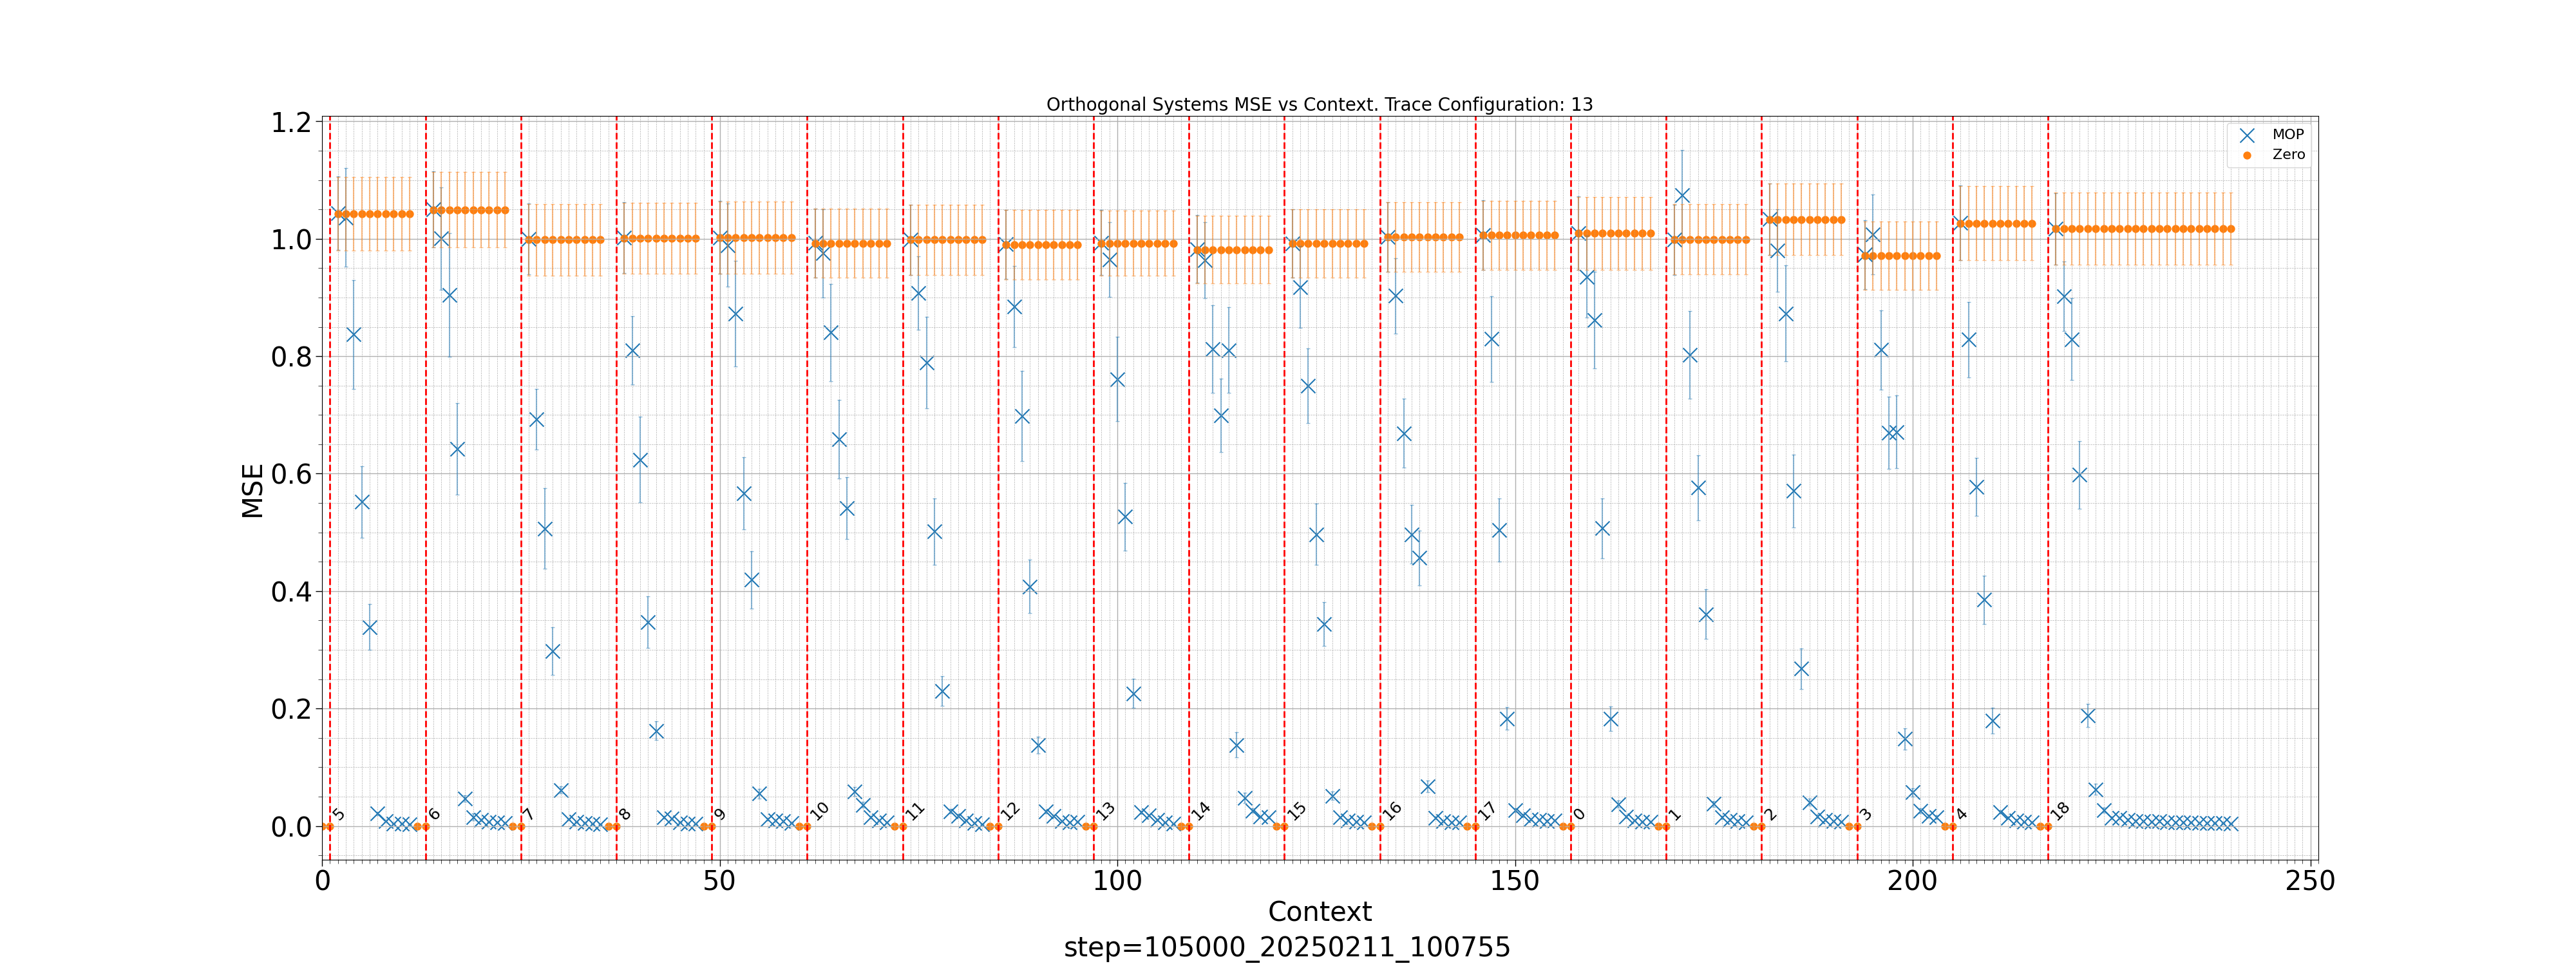 Orthogonal Systems MSE vs Context. Trace Configuration: 13
MOP
Zero
MSE
1.2
1.0
0.8
0.6
0.4
0.2
0.0
5 6 7 8 9 10 11 12 13 14 15 16 17 0 1 2 3 4 18
0 50 100 150 200 250
Context
step=105000_20250211_100755